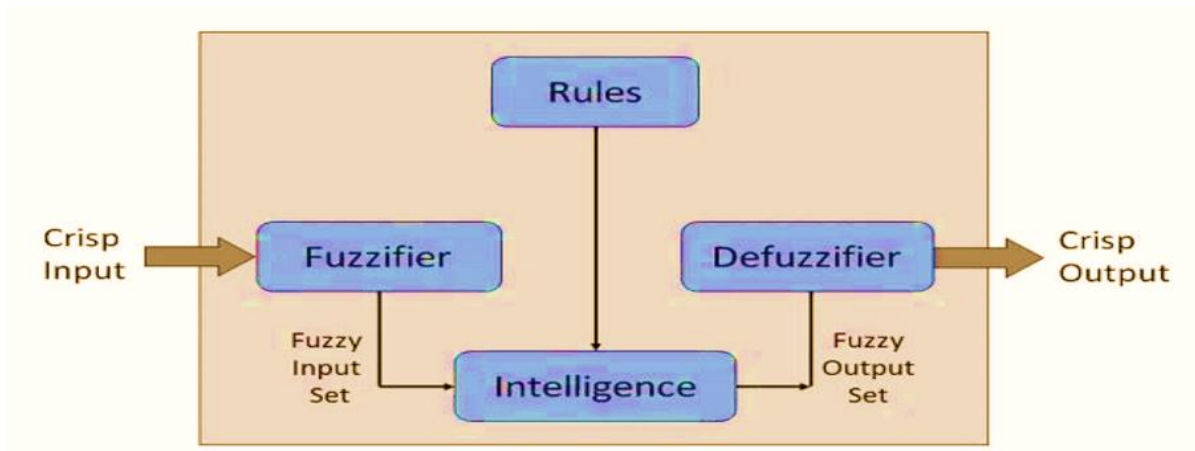 Rules
Crisp
Input
Fuzzifier
Defuzzifier
Crisp
Output
Fuzzy
Input
Set
Intelligence
Fuzzy
Output
Set